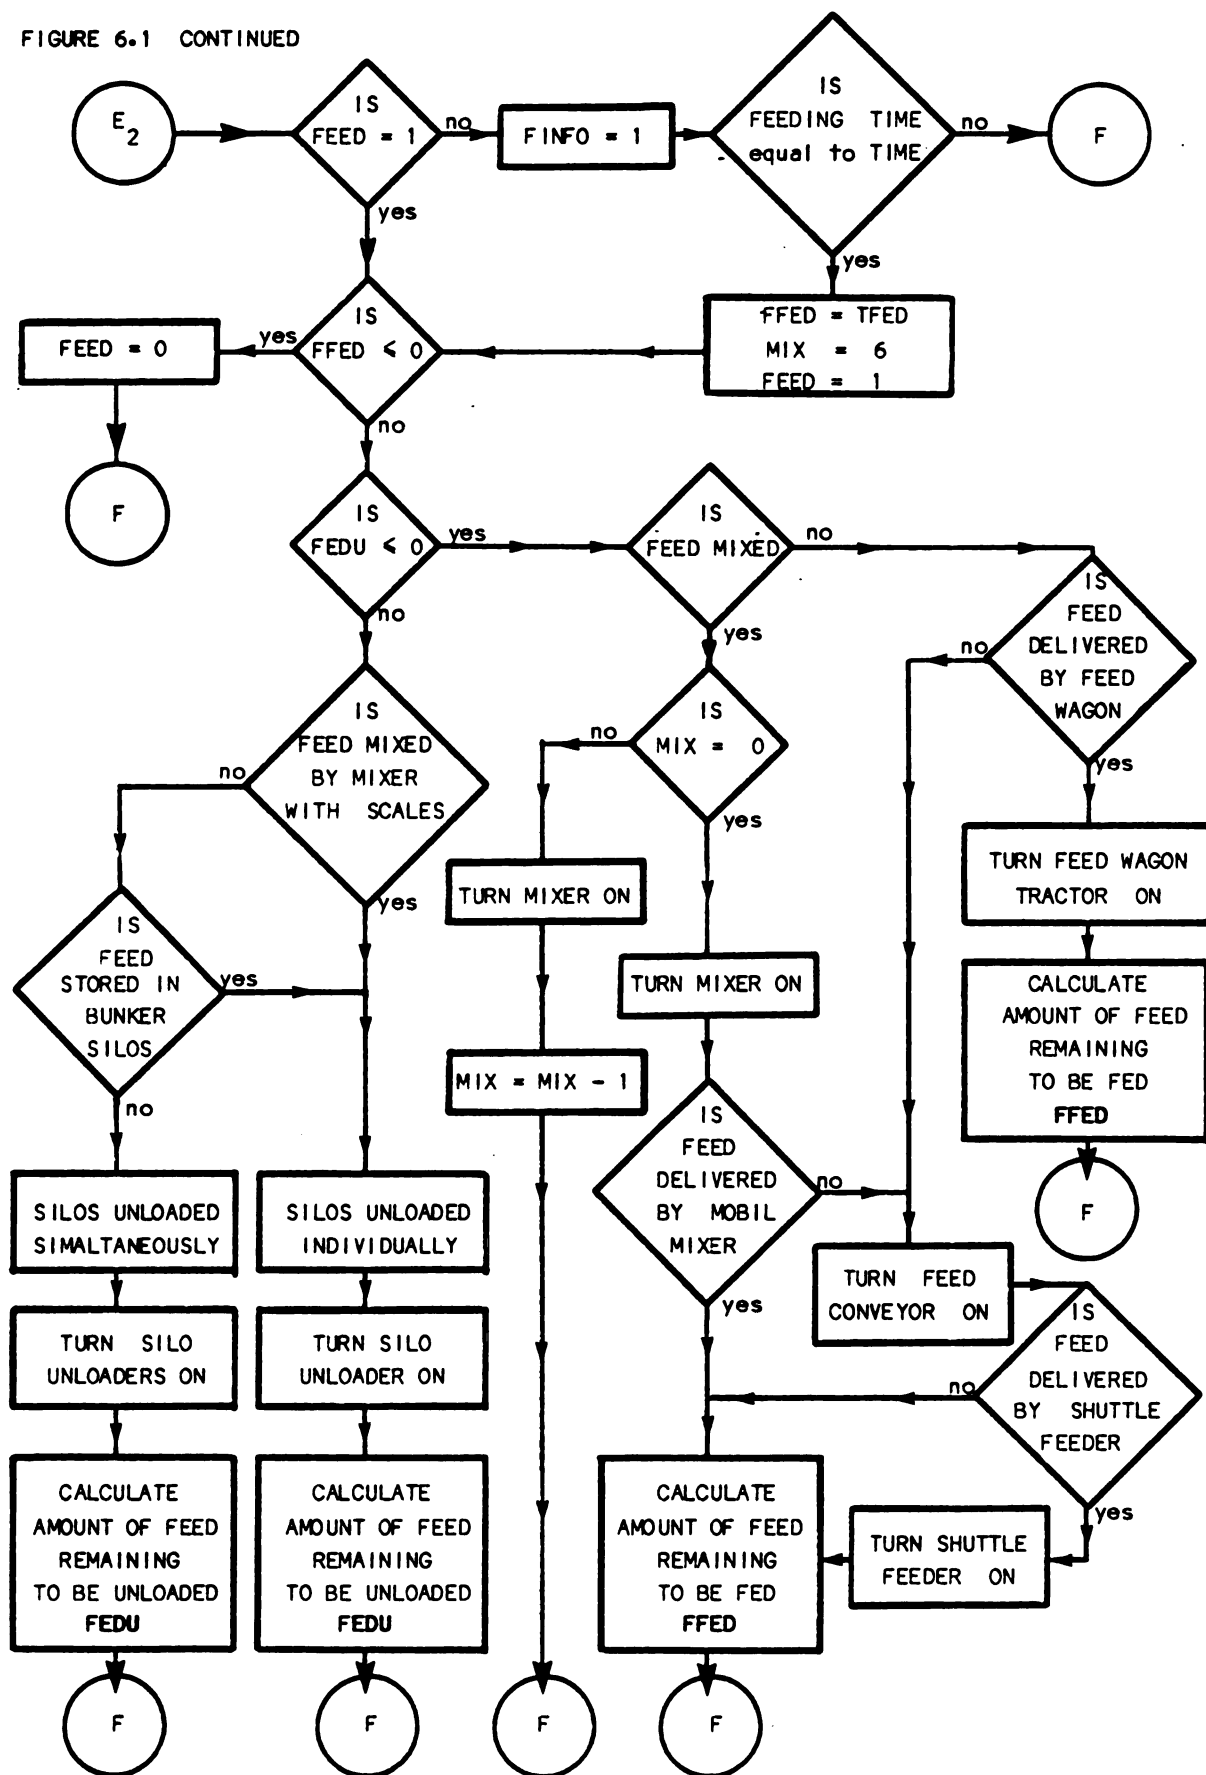 FIGURE 6.1 CONTINUED
E2
IS
FEED = 1
no
FINFO = 1
IS
FEEDING TIME
equal to TIME
no
F
yes
yes
FFED = TFED
MIX = 6
FEED = 1
IS
FFED ≤ 0
yes
FEED = 0
F
no
IS
FEDU ≤ 0
yes
IS
FEED MIXED
no
IS
FEED
DELIVERED
BY FEED
WAGON
no
yes
TURN FEED WAGON
TRACTOR ON
CALCULATE
AMOUNT OF FEED
REMAINING
TO BE FED
FFED
F
yes
IS
MIX = 0
no
TURN MIXER ON
MIX = MIX - 1
F
yes
TURN MIXER ON
IS
FEED
DELIVERED
BY MOBIL
MIXER
no
TURN FEED
CONVEYOR ON
IS
FEED
DELIVERED
BY SHUTTLE
FEEDER
no
yes
TURN SHUTTLE
FEEDER ON
yes
CALCULATE
AMOUNT OF FEED
REMAINING
TO BE FED
FFED
F
no
IS
FEED MIXED
BY MIXER
WITH SCALES
no
yes
IS
FEED
STORED IN
BUNKER
SILOS
yes
no
SILOS UNLOADED
SIMALTANEOUSLY
TURN SILO
UNLOADERS ON
CALCULATE
AMOUNT OF FEED
REMAINING
TO BE UNLOADED
FEDU
F
SILOS UNLOADED
INDIVIDUALLY
TURN SILO
UNLOADER ON
CALCULATE
AMOUNT OF FEED
REMAINING
TO BE UNLOADED
FEDU
F